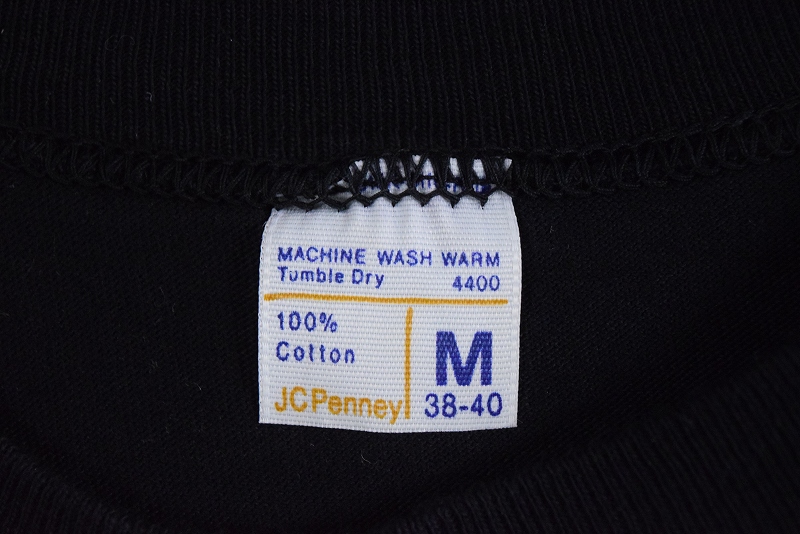 MACHINE WASH WARM
Tumble Dry 4400
100%
Cotton
M
JCPenney
38-40